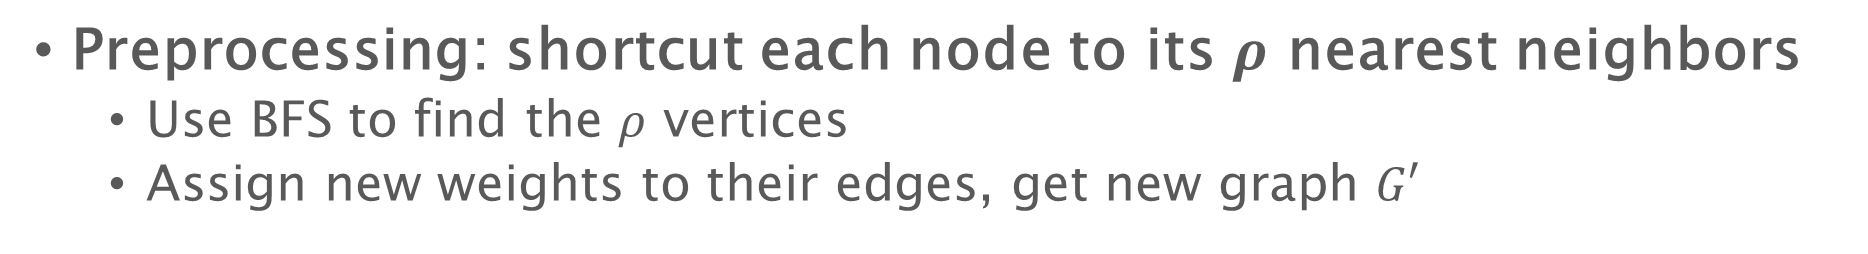 • Preprocessing: shortcut each node to its ρ nearest neighbors
• Use BFS to find the ρ vertices
• Assign new weights to their edges, get new graph G′